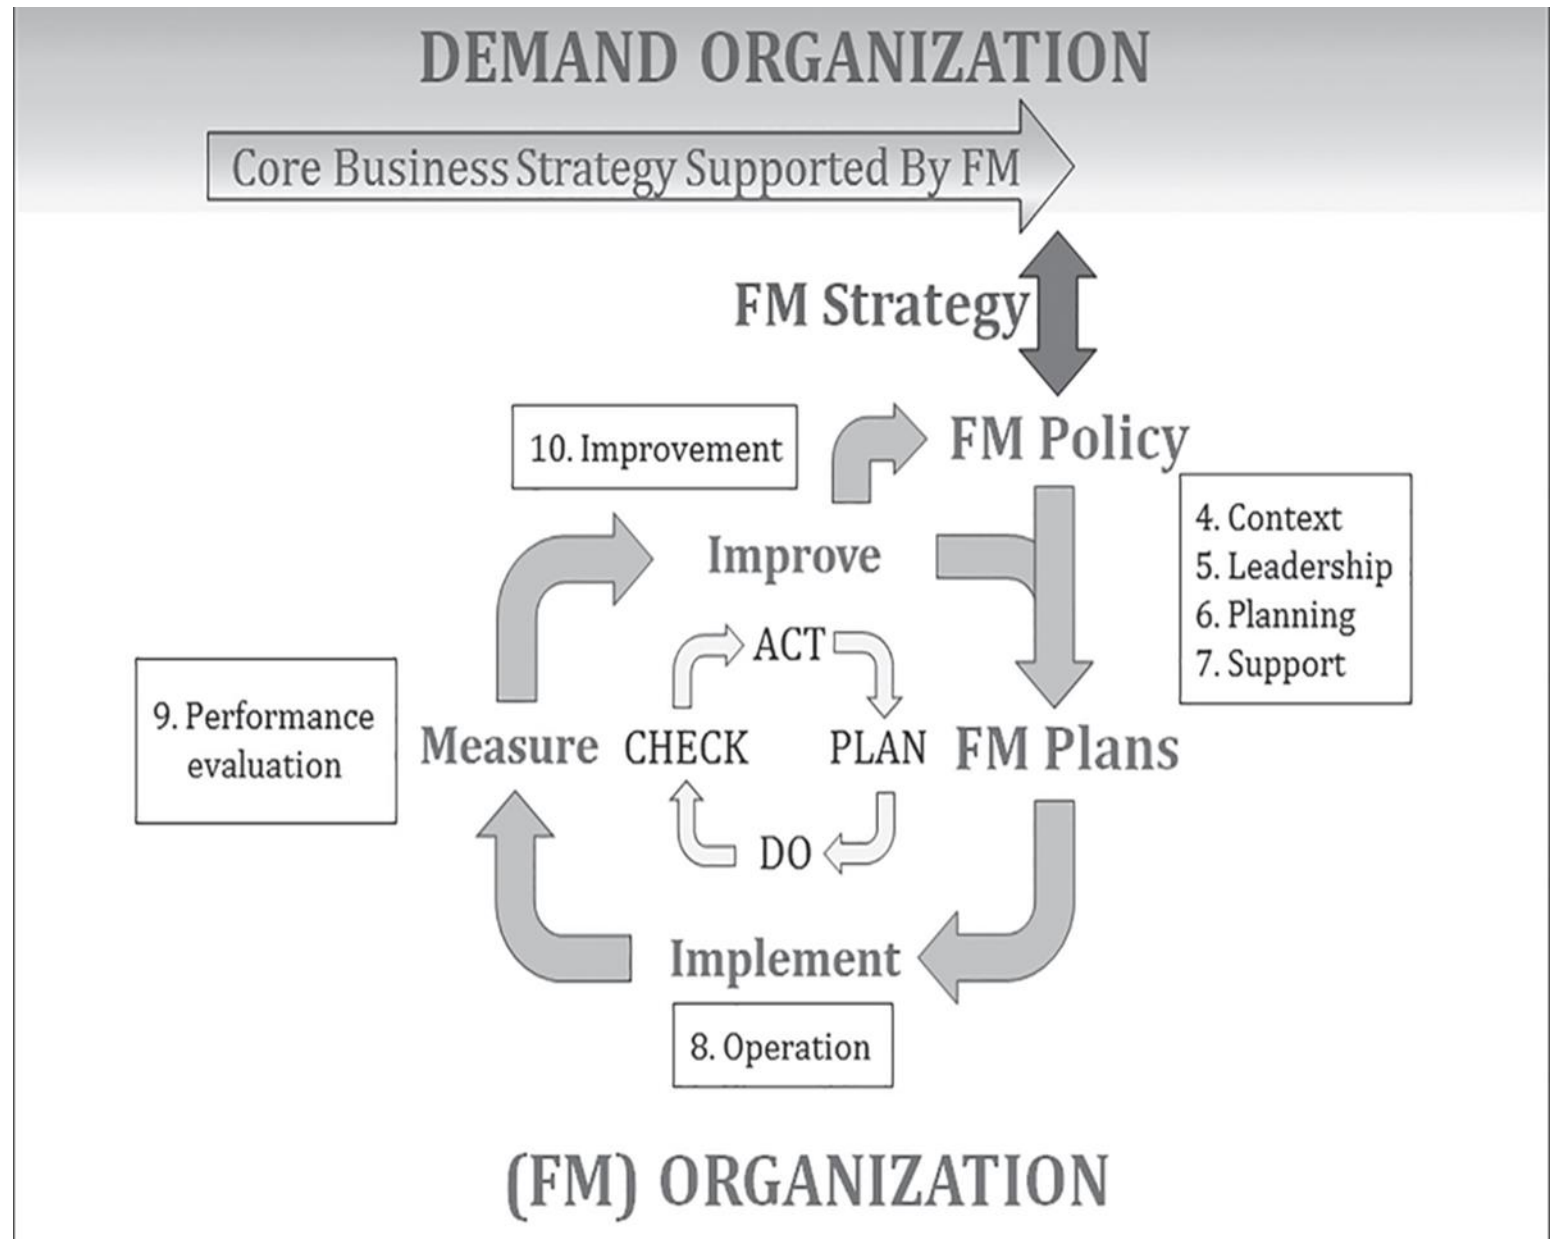 DEMAND ORGANIZATION
Core Business Strategy Supported By FM
FM Strategy
10. Improvement
FM Policy
4. Context
5. Leadership
6. Planning
7. Support
Improve
ACT
9. Performance
evaluation
Measure
CHECK
PLAN
FM Plans
DO
Implement
8. Operation
(FM) ORGANIZATION